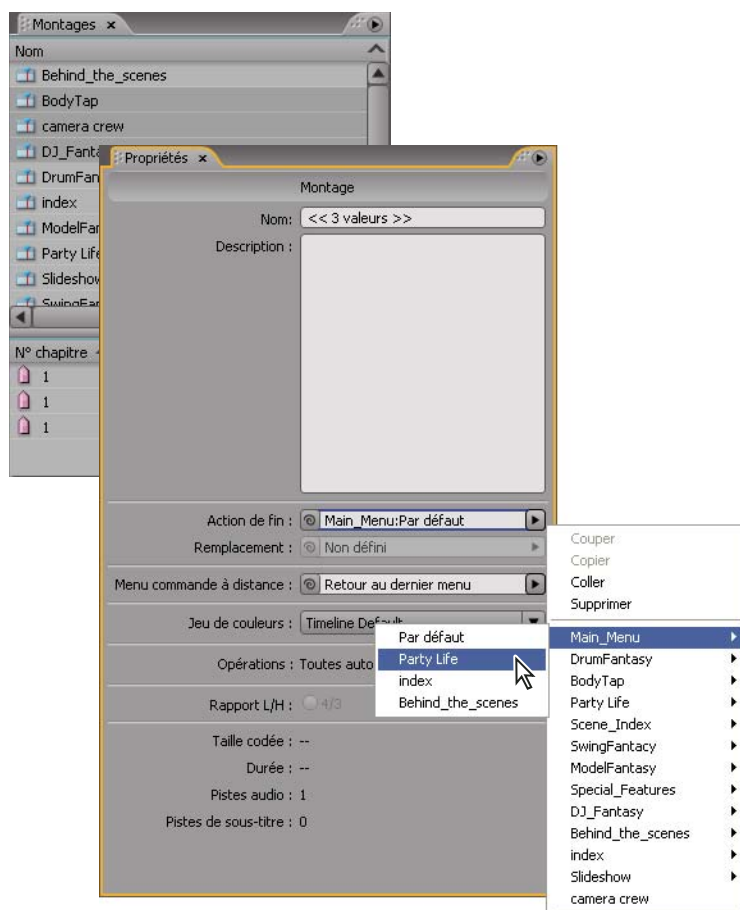 Montages
Nom
Behind_the_scenes
BodyTap
camera crew
DJ_Fanta
DrumFan
index
ModelFan
Party Life
Slideshow
SwingFan
N° chapitre
1
1
1
Propriétés
Montage
Nom: << 3 valeurs >>
Description :
Action de fin : Main_Menu:Par défaut
Remplacement : Non défini
Menu commande à distance : Retour au dernier menu
Jeu de couleurs : Timeline Default
Opérations : Toutes auto
Rapport L/H : 4/3
Taille codée : --
Durée : --
Pistes audio : 1
Pistes de sous-titre : 0
Par défaut
Party Life
index
Behind_the_scenes
Couper
Copier
Coller
Supprimer
Main_Menu
DrumFantasy
BodyTap
Party Life
Scene_Index
SwingFantacy
ModelFantasy
Special_Features
DJ_Fantasy
Behind_the_scenes
index
Slideshow
camera crew